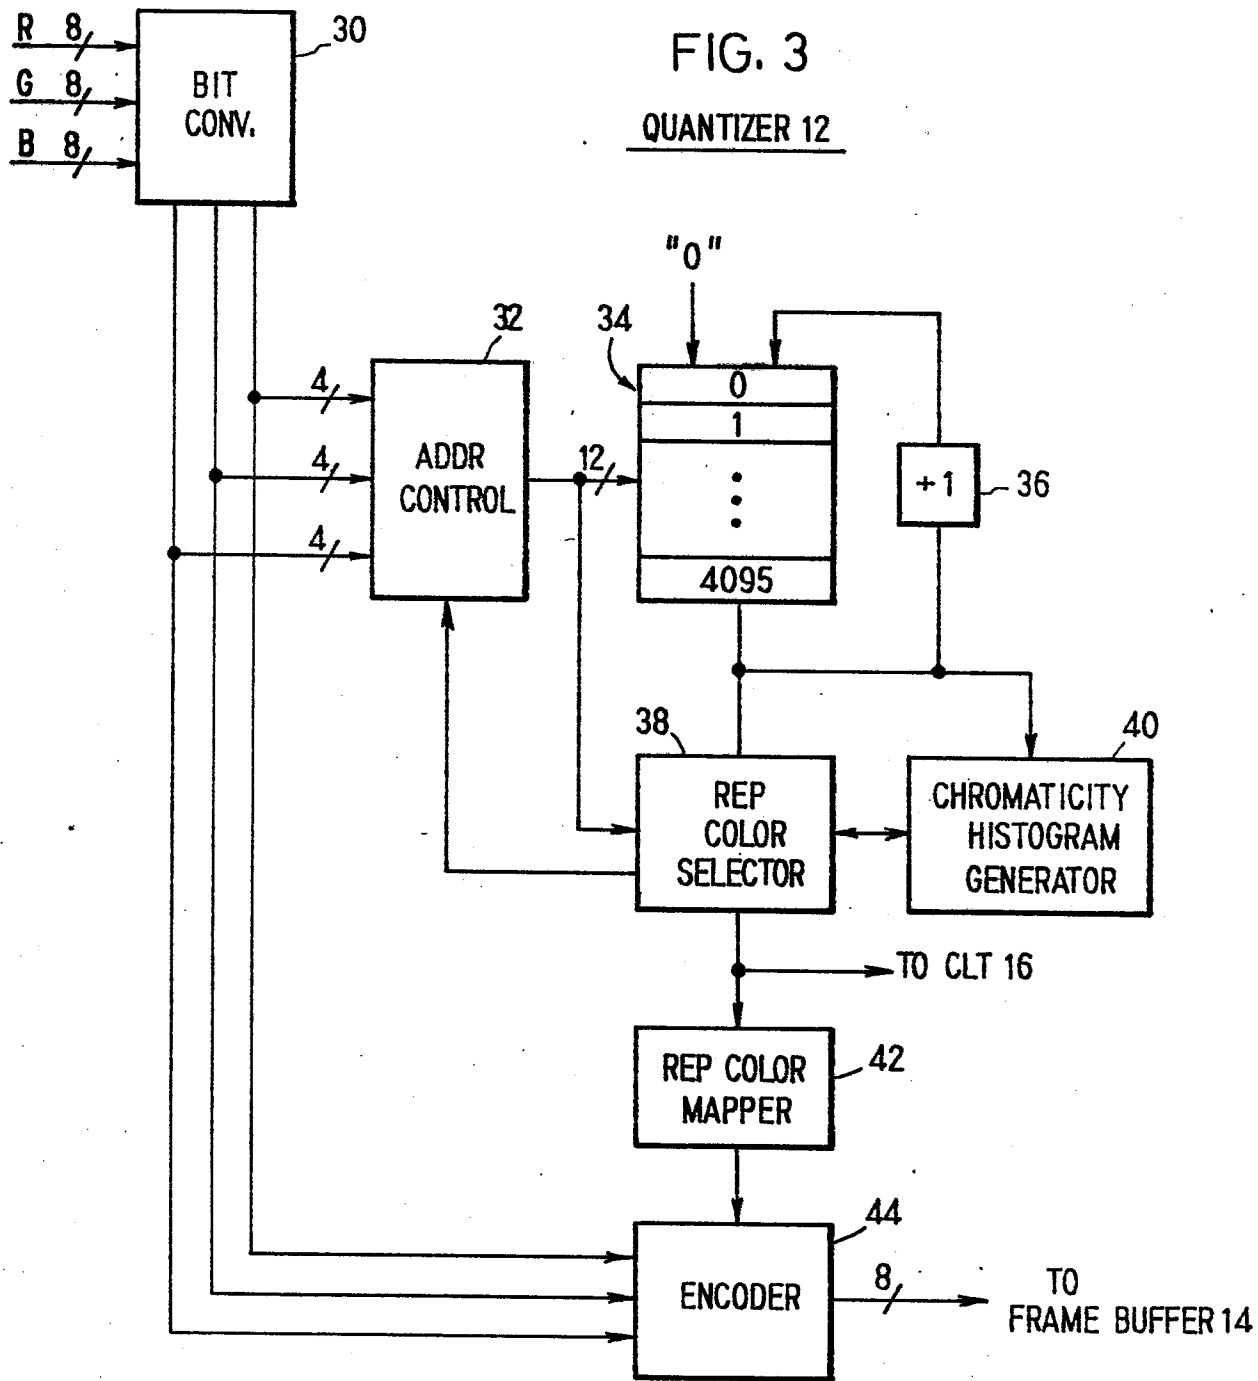 FIG. 3
QUANTIZER 12
R 8
G 8
B 8
BIT
CONV.
30
"0"
32
34
4
4
4
ADDR
CONTROL
12
0
1
4095
+1
36
38
REP
COLOR
SELECTOR
40
CHROMATICITY
HISTOGRAM
GENERATOR
TO CLT 16
REP COLOR
MAPPER
42
44
ENCODER
8
TO
FRAME BUFFER 14